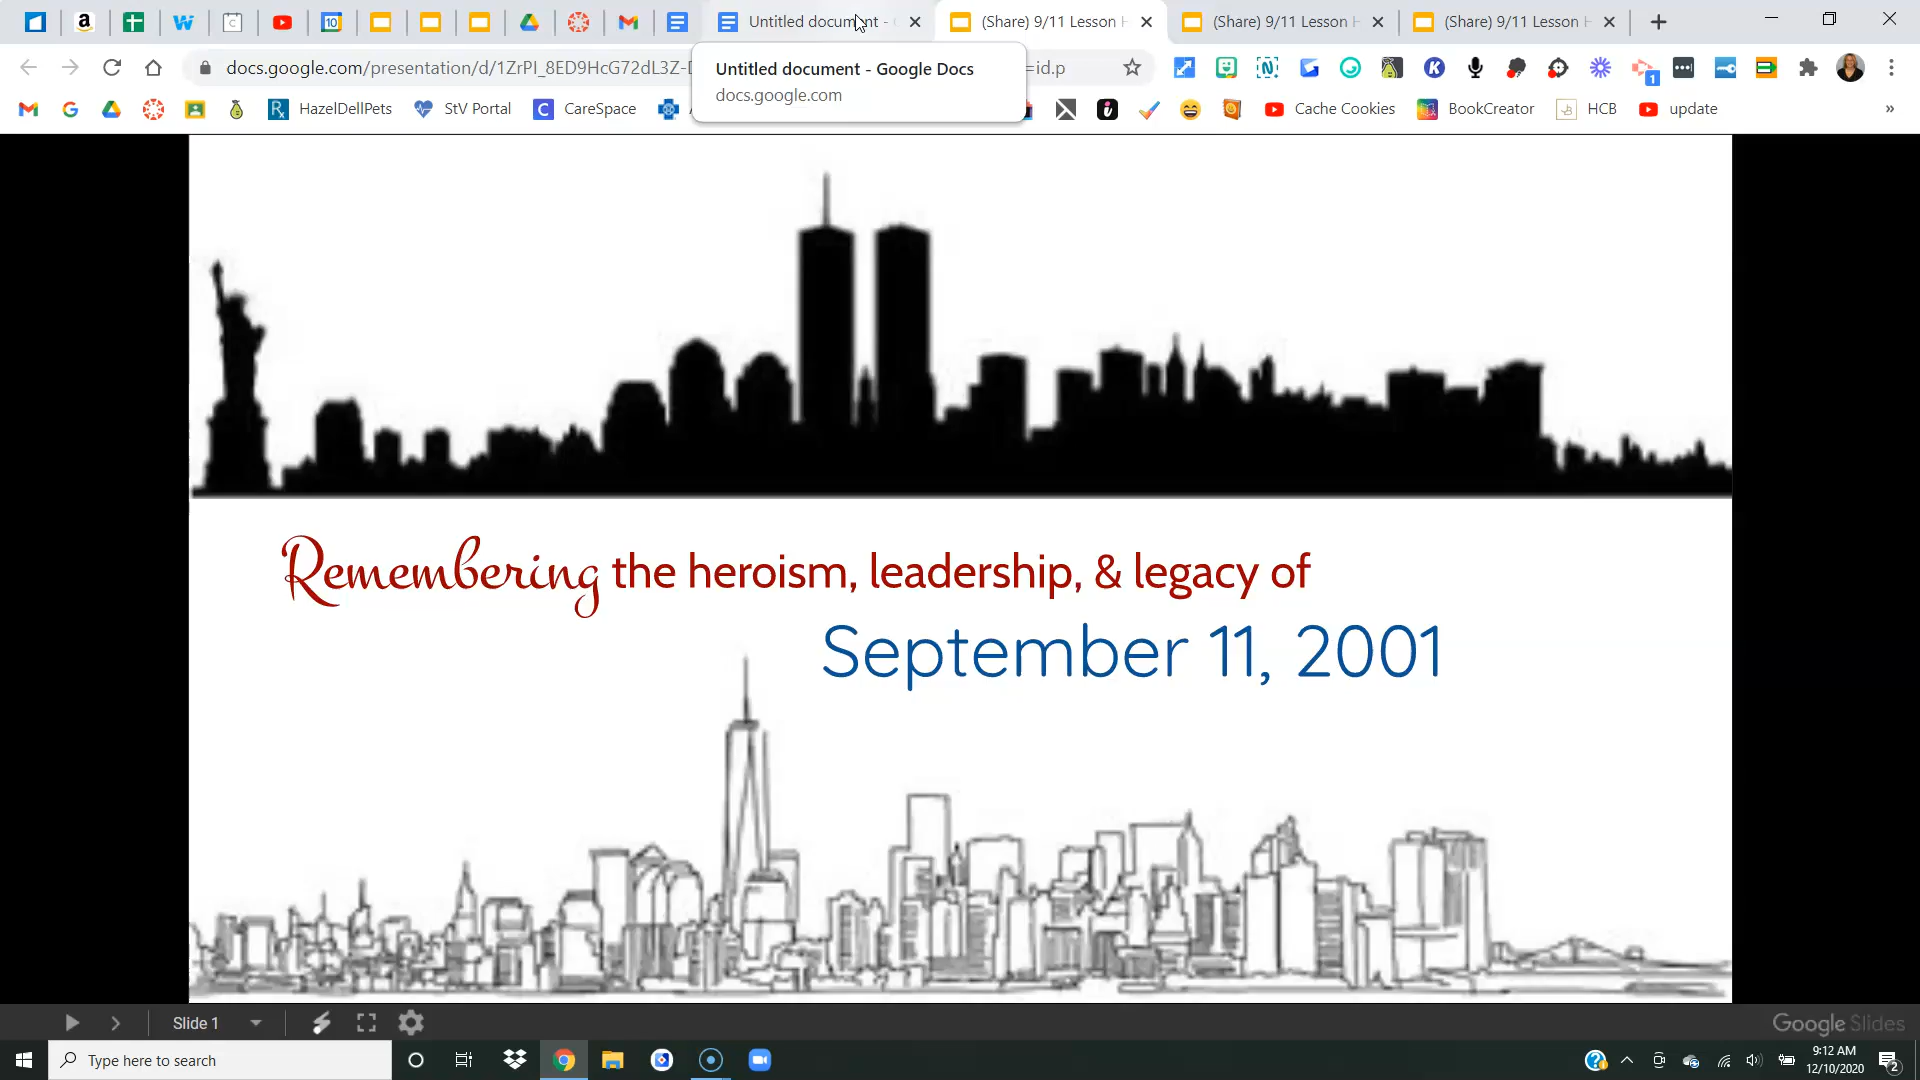 Untitled document -
(Share) 9/11 Lesson
(Share) 9/11 Lesson
(Share) 9/11 Lesson
docs.google.com/presentation/d/1ZrPI_8ED9HcG72dL3Z-
=id.p
Untitled document - Google Docs
docs.google.com
HazelDellPets
StV Portal
CareSpace
Cache Cookies
BookCreator
HCB
update
Remembering the heroism, leadership, & legacy of
September 11, 2001
Slide 1
Google Slides
Type here to search
9:12 AM
12/10/2020